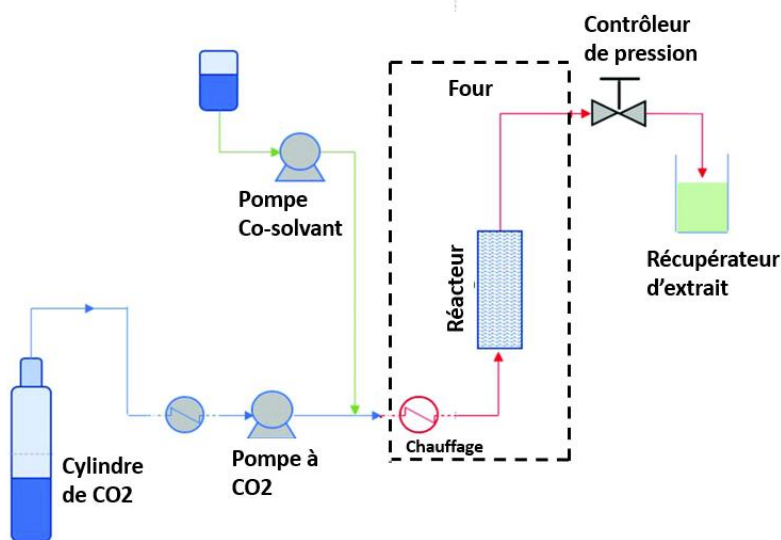 Contrôleur
de pression
Four
Pompe
Co-solvant
Récupérateur
d'extrait
Réacteur
Chauffage
Pompe à
CO2
Cylindre
de CO2